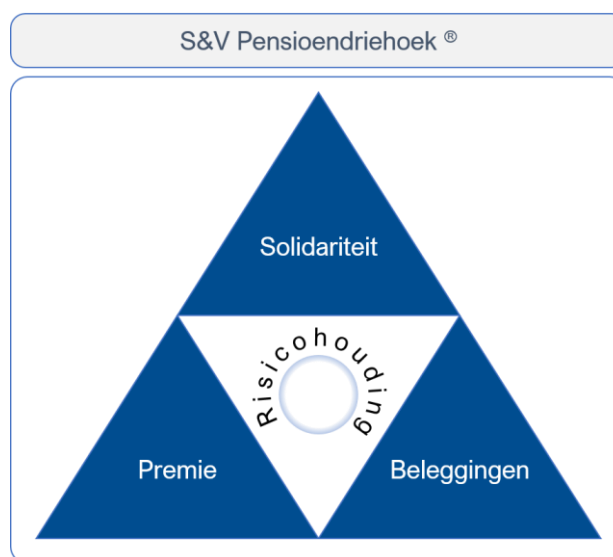 S&V Pensioendriehoek ®
Solidariteit
Risicohouding
Premie
Beleggingen